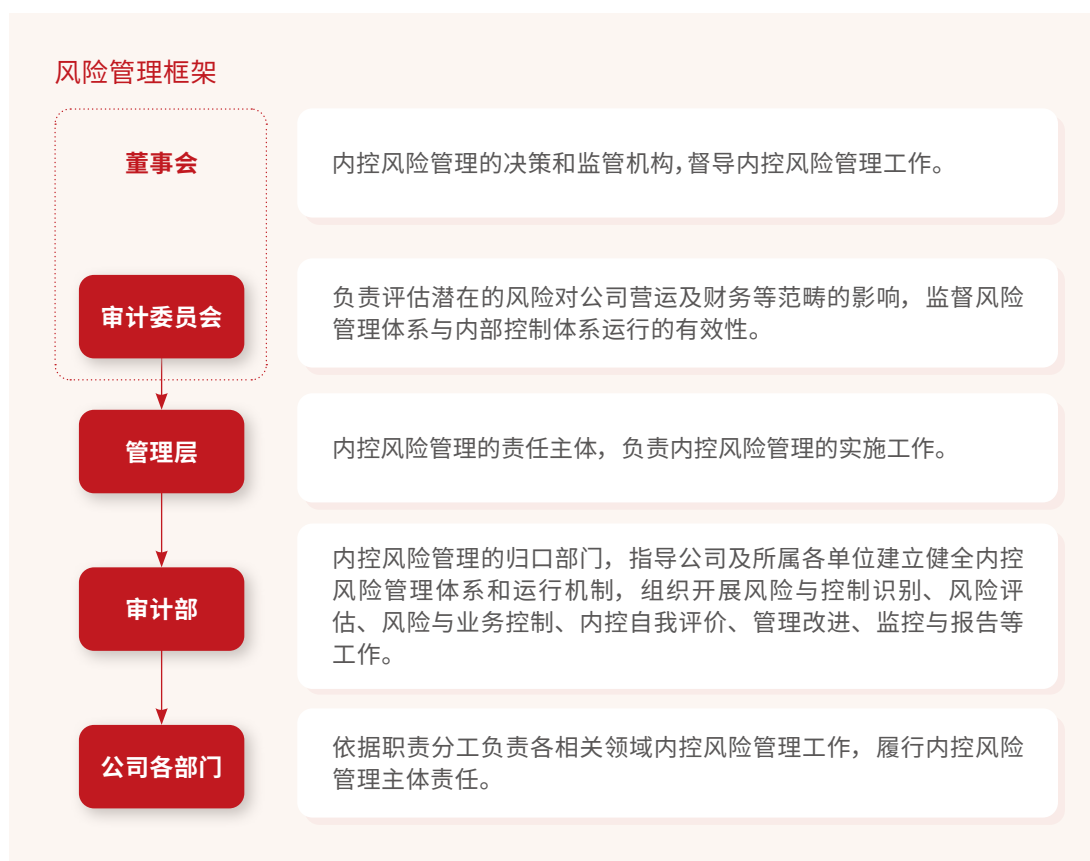 风险管理框架
董事会
内控风险管理的决策和监管机构,督导内控风险管理工作。
审计委员会
负责评估潜在的风险对公司营运及财务等范畴的影响，监督风险
管理体系与内部控制体系运行的有效性。
管理层
内控风险管理的责任主体，负责内控风险管理的实施工作。
审计部
内控风险管理的归口部门，指导公司及所属各单位建立健全内控
风险管理体系和运行机制，组织开展风险与控制识别、风险评
估、风险与业务控制、内控自我评价、管理改进、监控与报告等
工作。
公司各部门
依据职责分工负责各相关领域内控风险管理工作，履行内控风险
管理主体责任。